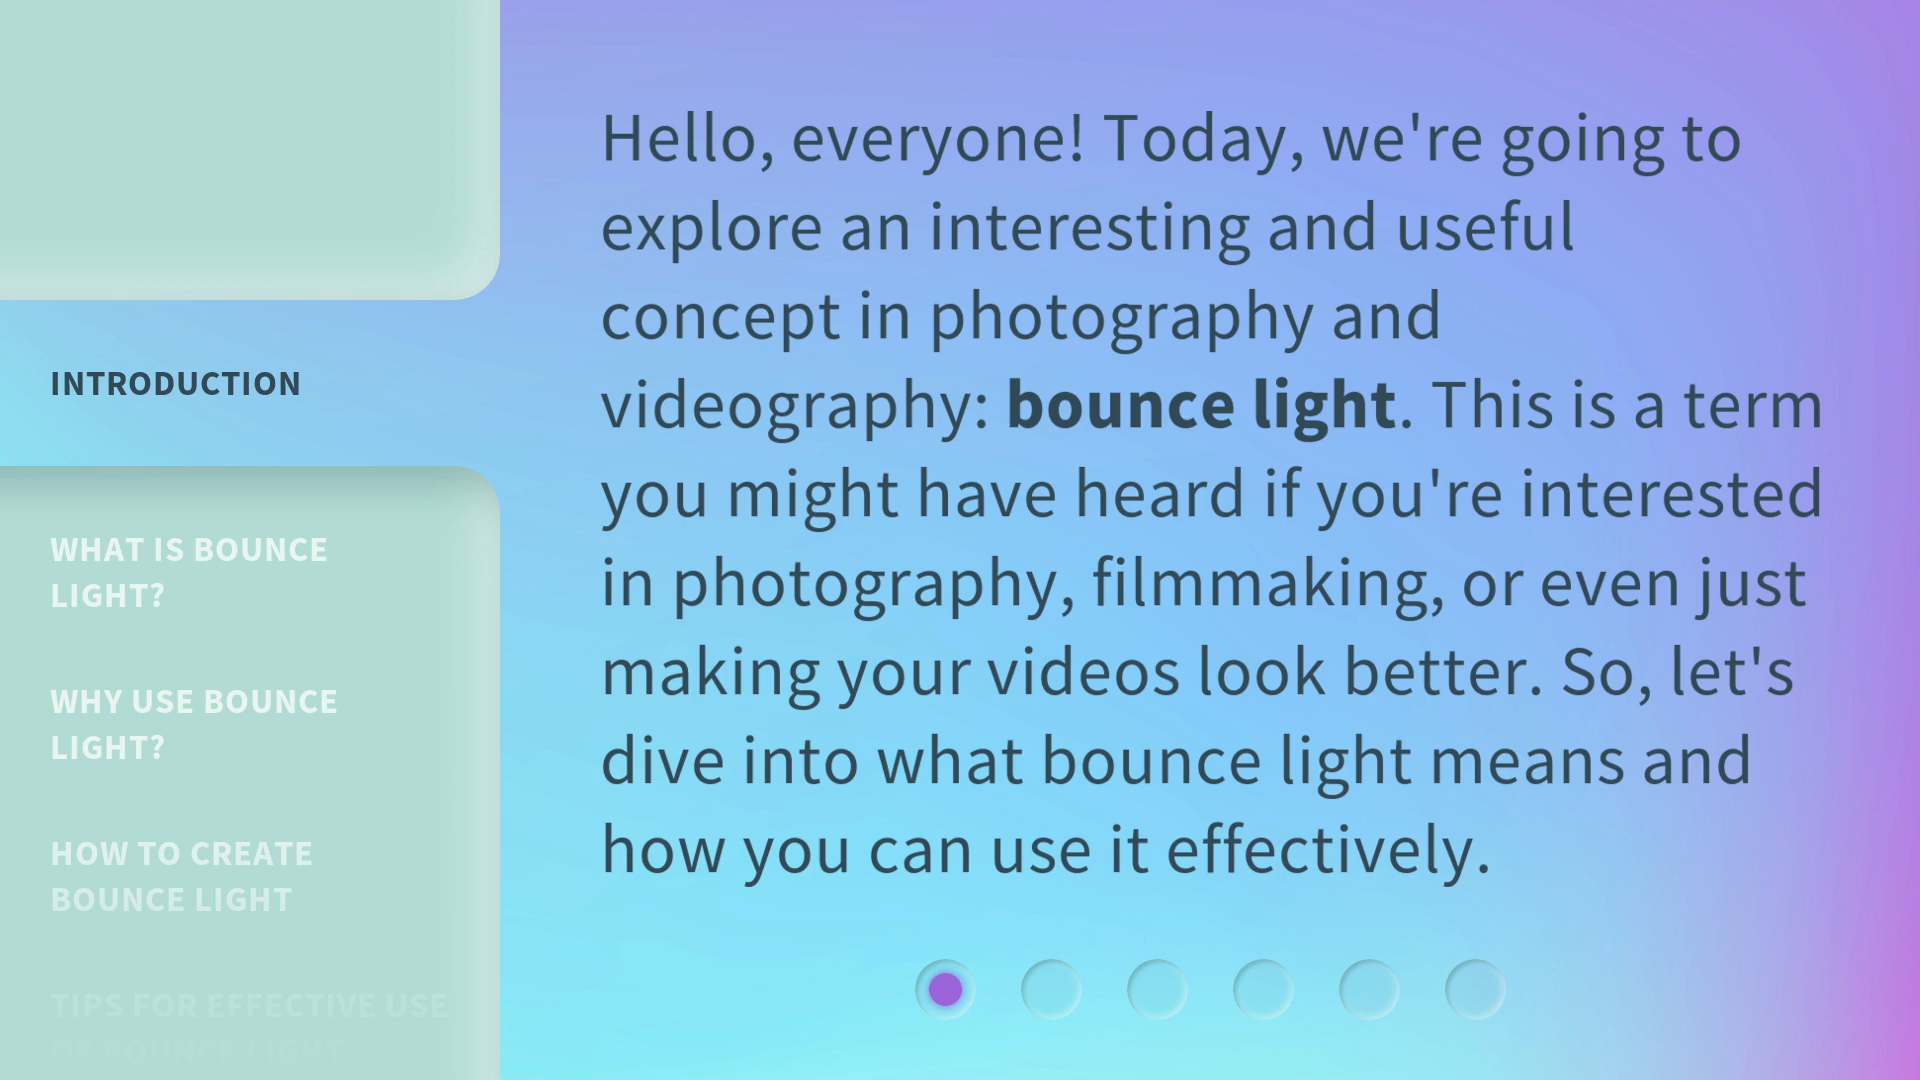 INTRODUCTION
WHAT IS BOUNCE
LIGHT?
WHY USE BOUNCE
LIGHT?
HOW TO CREATE
BOUNCE LIGHT
TIPS FOR EFFECTIVE USE
OF BOUNCE LIGHT
Hello, everyone! Today, we're going to
explore an interesting and useful
concept in photography and
videography: bounce light. This is a term
you might have heard if you're interested
in photography, filmmaking, or even just
making your videos look better. So, let's
dive into what bounce light means and
how you can use it effectively.